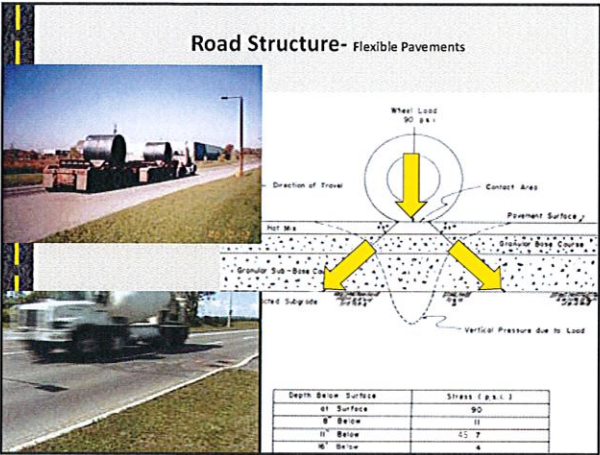 Road Structure- Flexible Pavements
Wheel Load
90 p s i
Direction of Travel
Contact Area
Pavement Surface
Hot Mix
Granular Base Course
Granular Sub-Base Cou
cted Subgrade
Vertical Pressure due to Load
Depth Below Surface Stress ( p.s.i. )
at Surface 90
8" Below 11
11" Below 45 7
16" Below 4